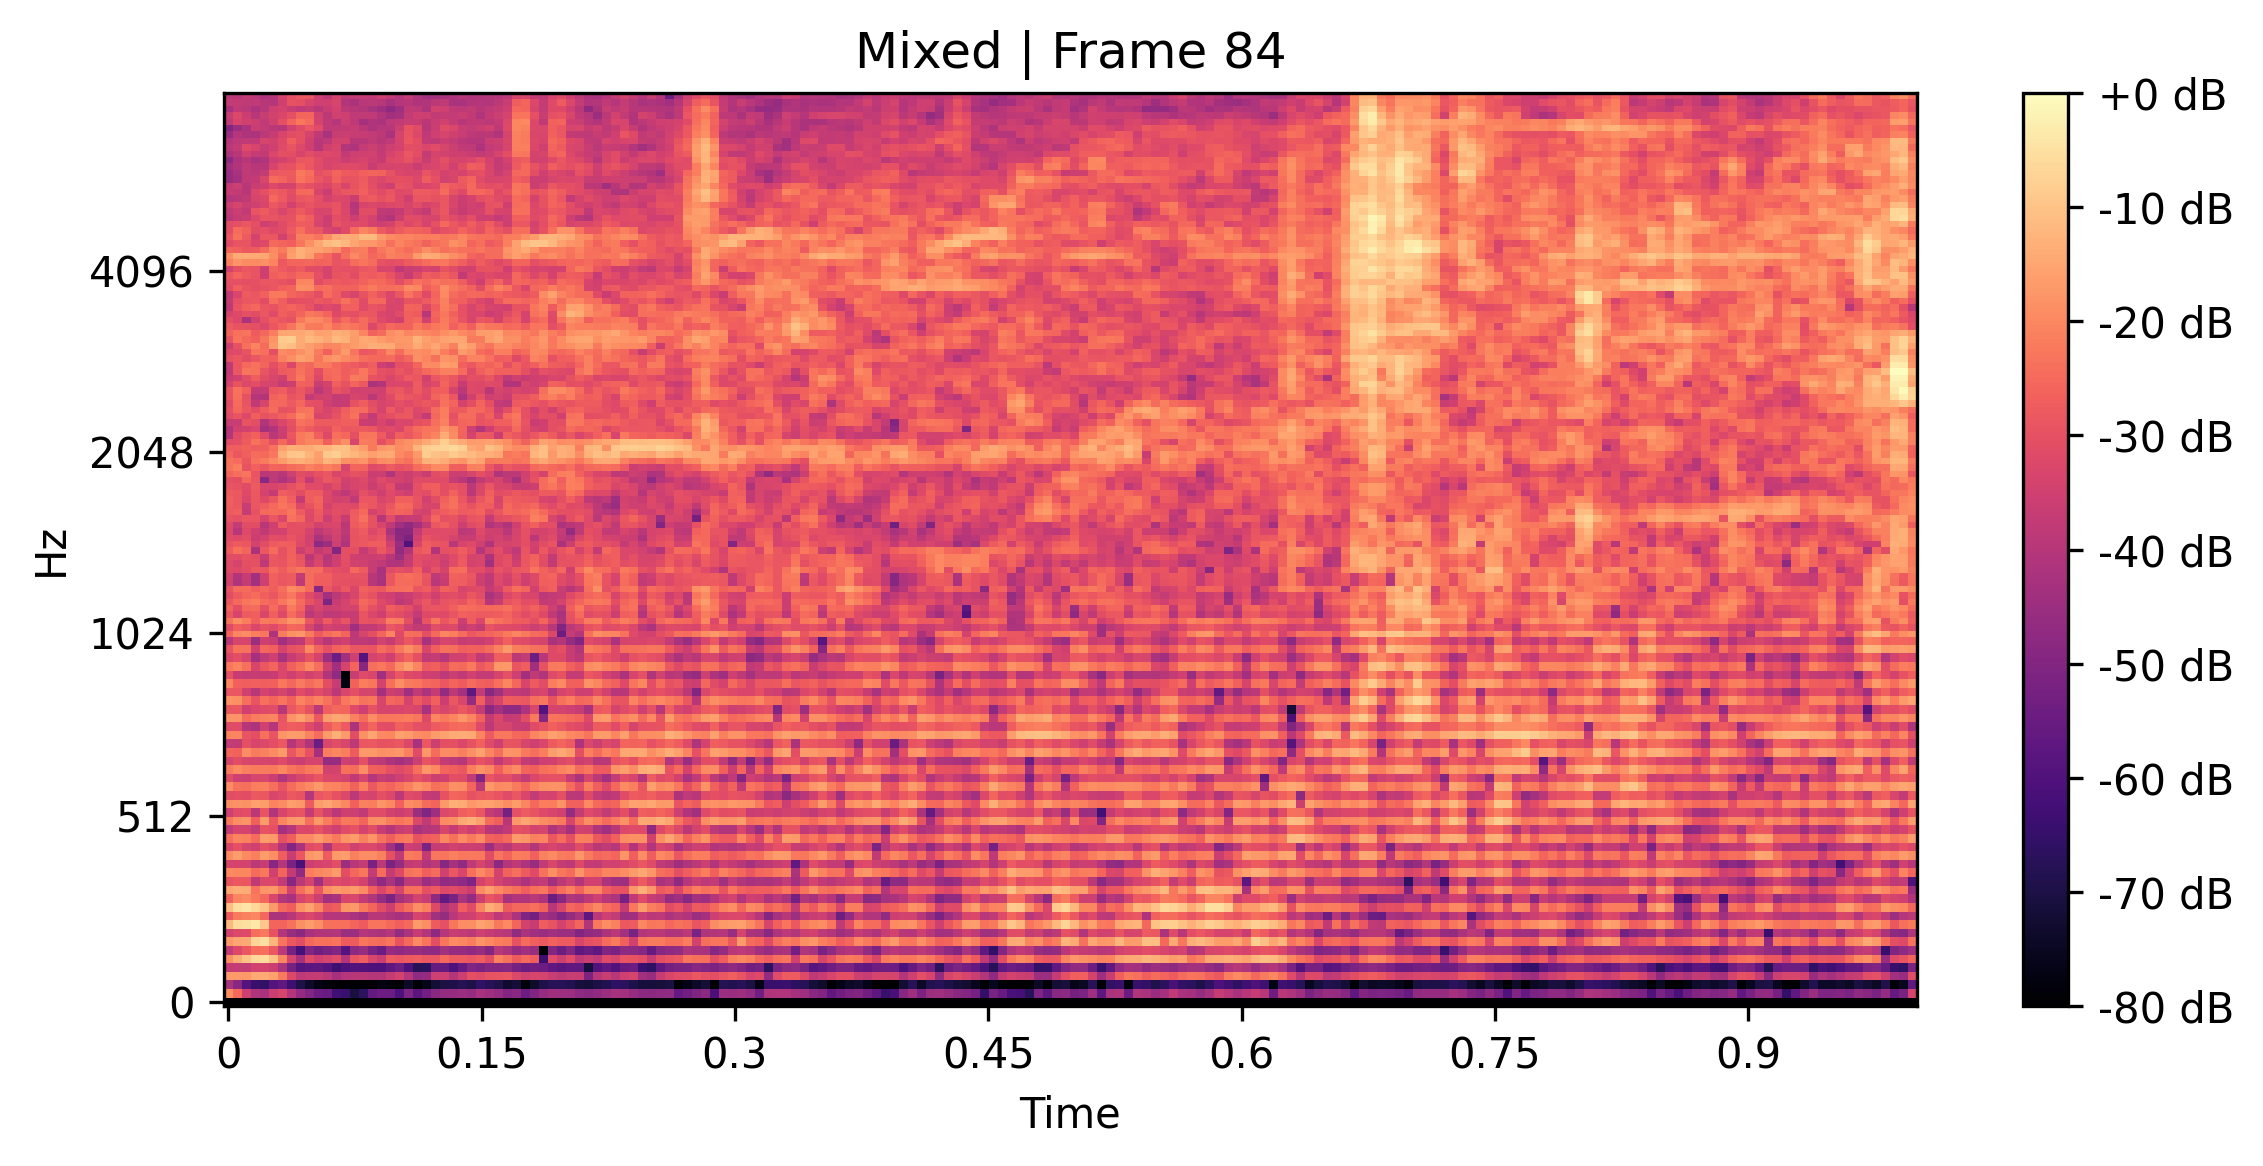 Mixed | Frame 84
Hz
4096
2048
1024
512
0
0 0.15 0.3 0.45 0.6 0.75 0.9
Time
+0 dB
-10 dB
-20 dB
-30 dB
-40 dB
-50 dB
-60 dB
-70 dB
-80 dB